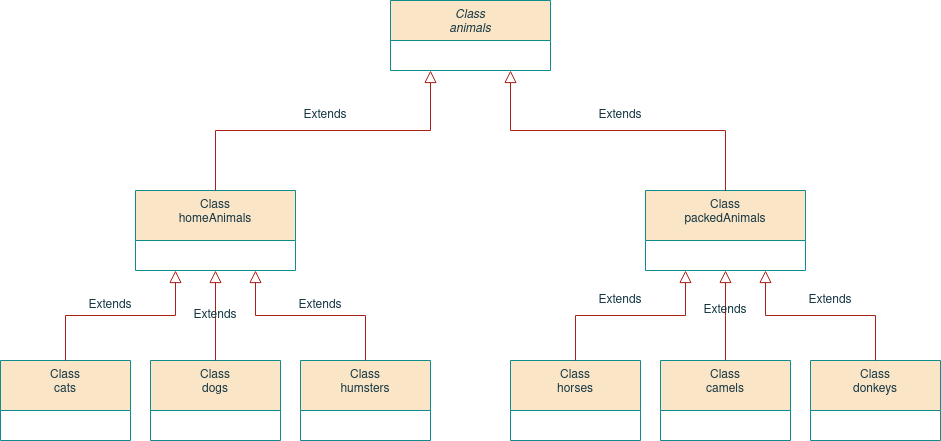 Class
animals
Extends
Extends
Class
homeAnimals
Class
packedAnimals
Extends
Extends
Extends
Extends
Extends
Extends
Class
cats
Class
dogs
Class
humsters
Class
horses
Class
camels
Class
donkeys